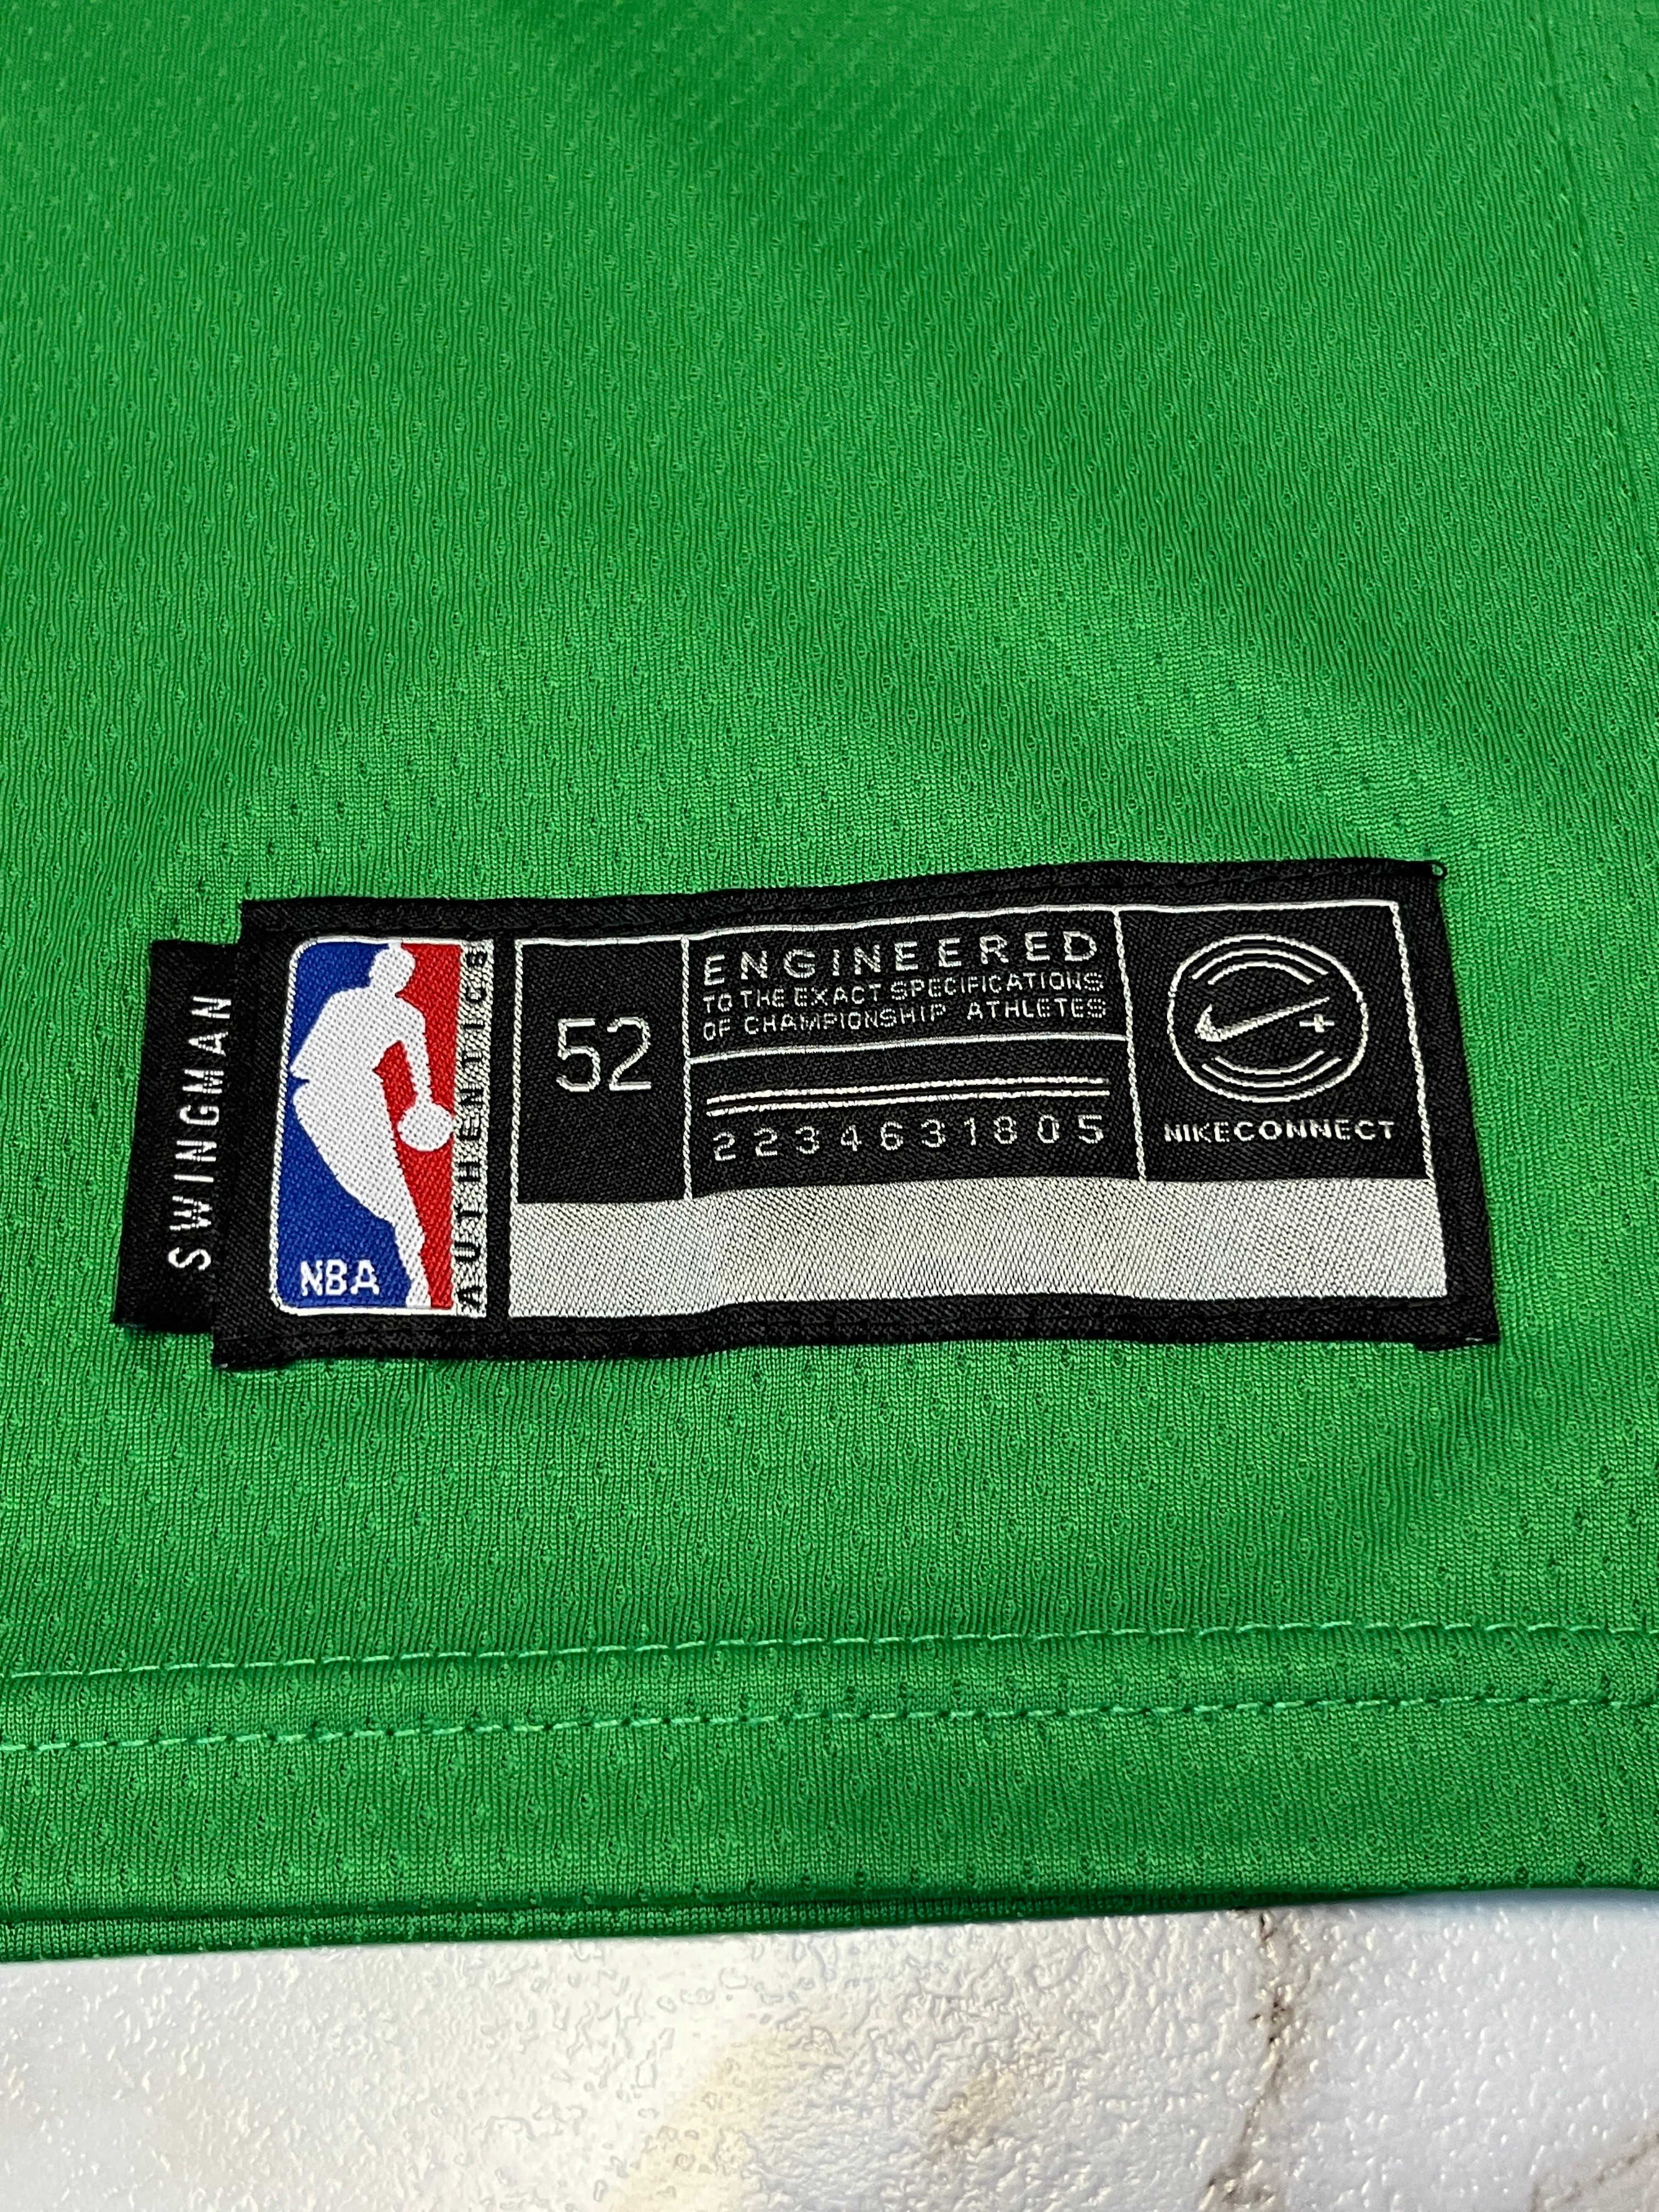 SWINGMAN
NBA
AUTHENTICS
52
ENGINEERED
TO THE EXACT SPECIFICATIONS
OF CHAMPIONSHIP ATHLETES
2234631805
NIKECONNECT